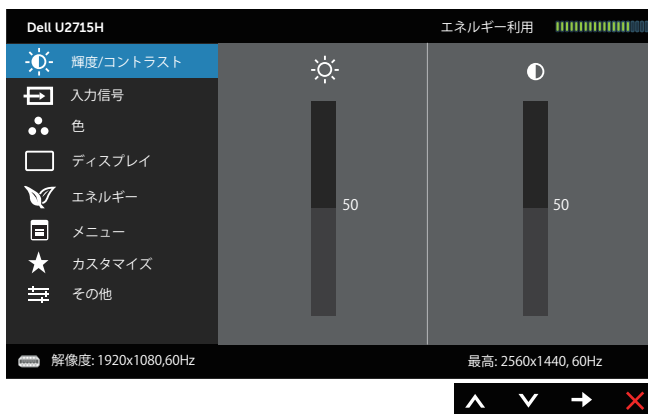 Dell U2715H
エネルギー利用
輝度/コントラスト
入力信号
色
ディスプレイ
エネルギー
メニュー
カスタマイズ
その他
50
50
解像度: 1920x1080,60Hz
最高: 2560x1440, 60Hz